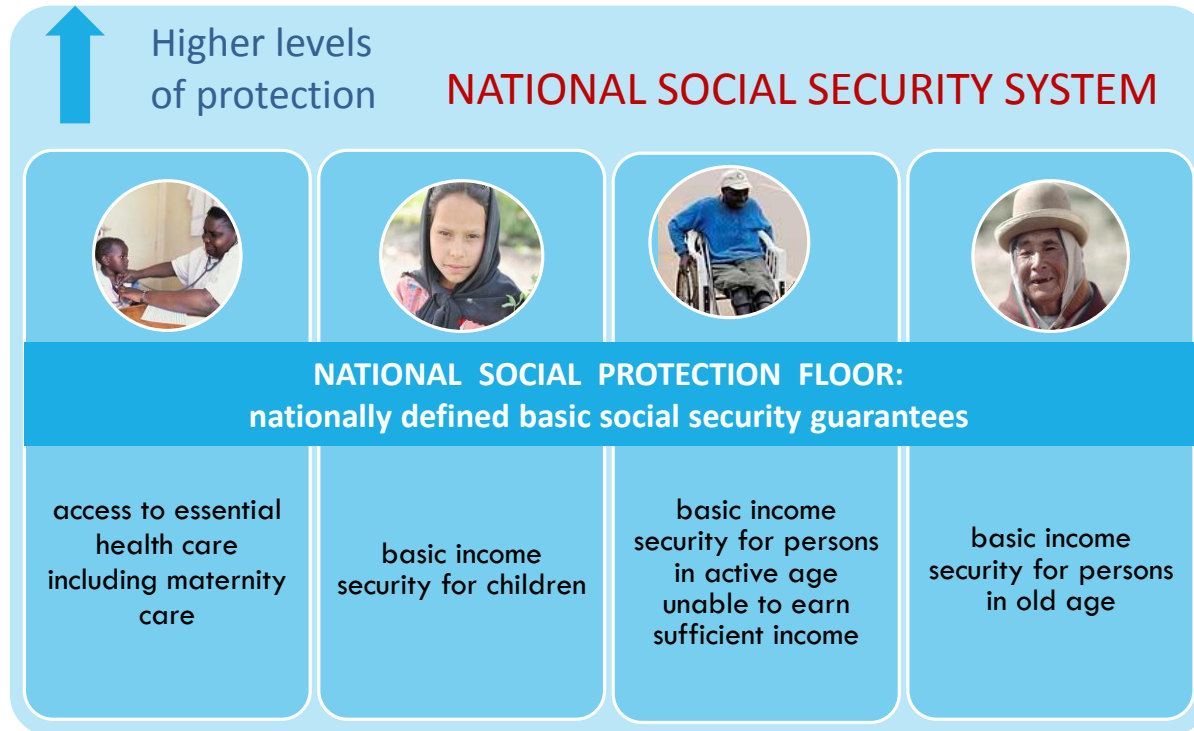 Higher levels
of protection
NATIONAL SOCIAL SECURITY SYSTEM
NATIONAL SOCIAL PROTECTION FLOOR:
nationally defined basic social security guarantees
access to essential
health care
including maternity
care
basic income
security for children
basic income
security for persons
in active age
unable to earn
sufficient income
basic income
security for persons
in old age